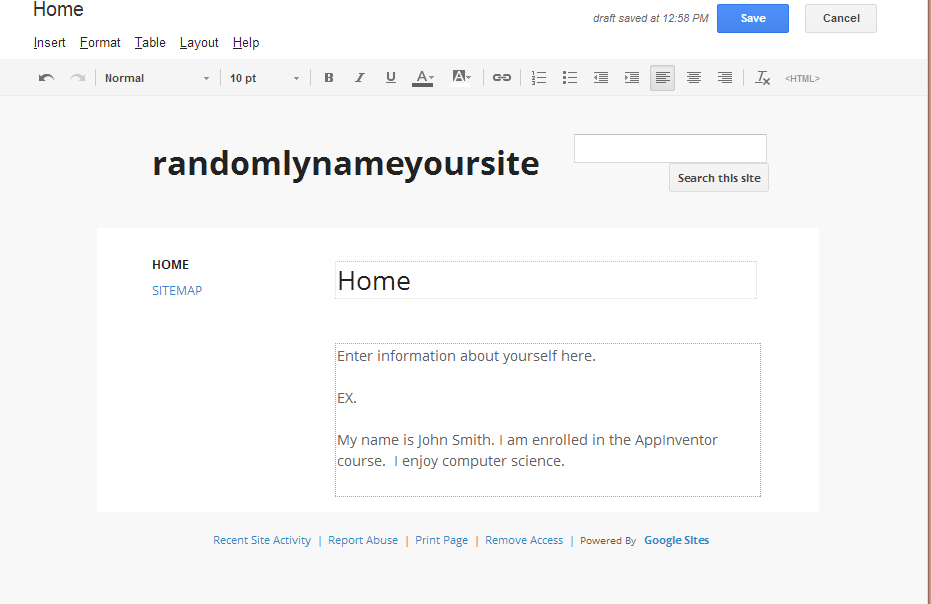 Home
draft saved at 12:58 PM Save Cancel
Insert Format Table Layout Help
Normal 10 pt B I U A A <HTML>
randomlynameyoursite
Search this site
HOME
SITEMAP
Home
Enter information about yourself here.
EX.
My name is John Smith. I am enrolled in the AppInventor
course.  I enjoy computer science.
Recent Site Activity | Report Abuse | Print Page | Remove Access | Powered By Google Sites